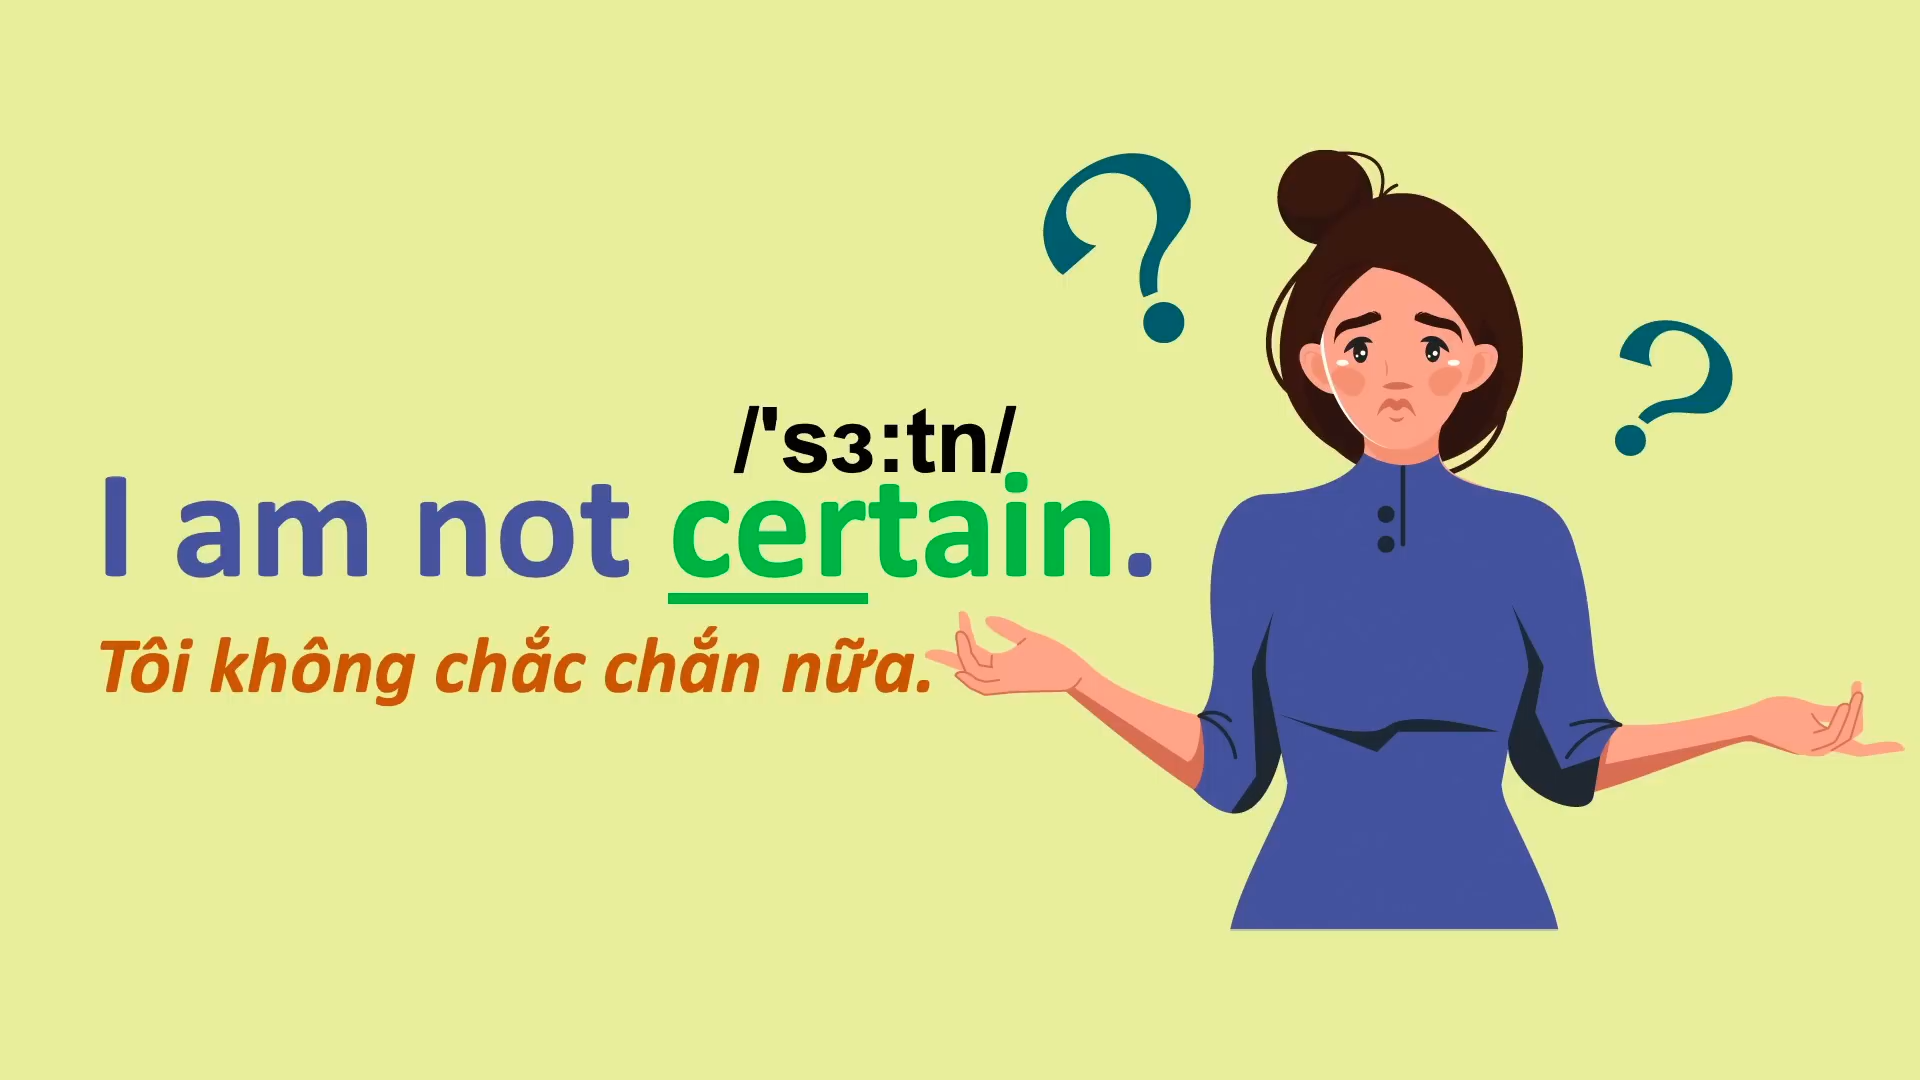 /'sɜ:tn/
I am not certain.
Tôi không chắc chắn nữa.
? ?